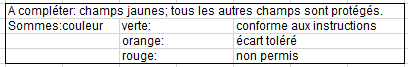 A compléter: champs jaunes; tous les autres champs sont protégés.
Sommes:couleur verte: conforme aux instructions
orange: écart toléré
rouge: non permis